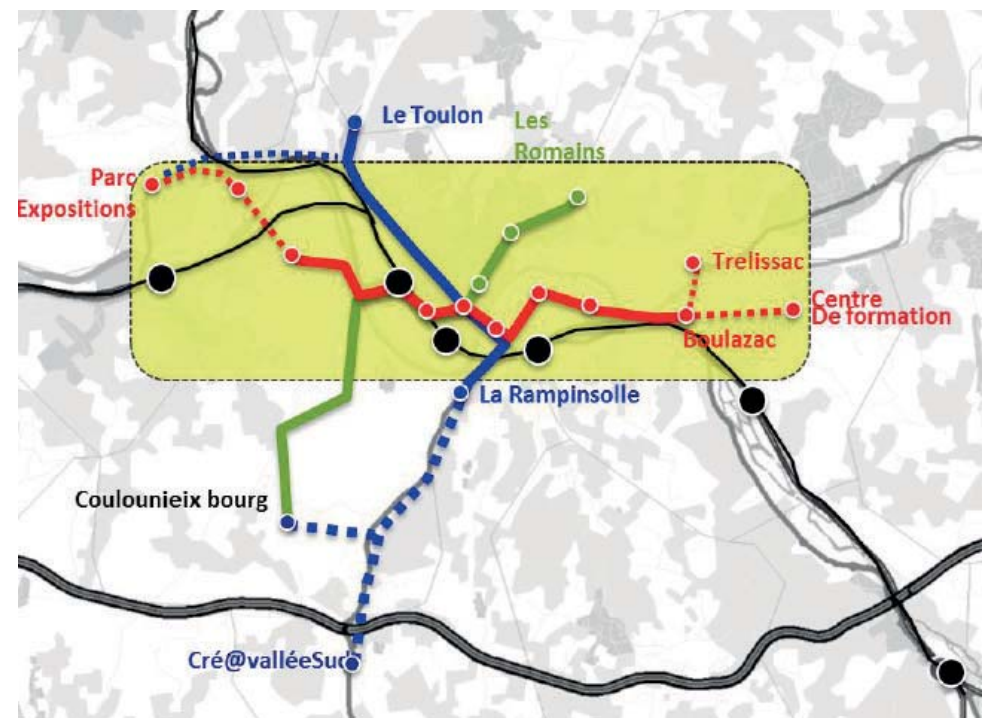 Le Toulon
Les
Romains
Parc
Expositions
Trelissac
Centre
De formation
Boulazac
La Rampinsolle
Coulounieix bourg
Cré@valléeSud